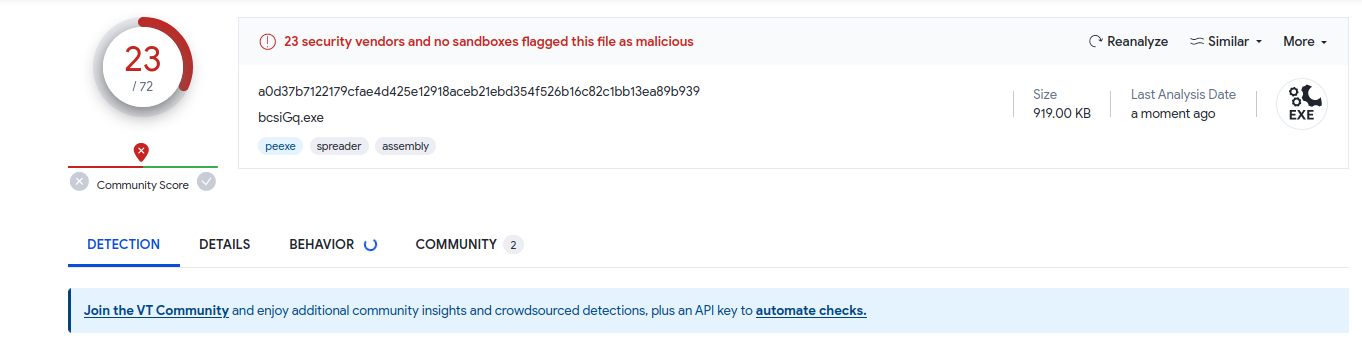 23
/ 72
Community Score
23 security vendors and no sandboxes flagged this file as malicious
Reanalyze
Similar
More
a0d37b7122179cfae4d425e12918aceb21ebd354f526b16c82c1bb13ea89b939
bcsiGq.exe
peexe
spreader
assembly
Size
919.00 KB
Last Analysis Date
a moment ago
EXE
DETECTION
DETAILS
BEHAVIOR
COMMUNITY 2
Join the VT Community and enjoy additional community insights and crowdsourced detections, plus an API key to automate checks.